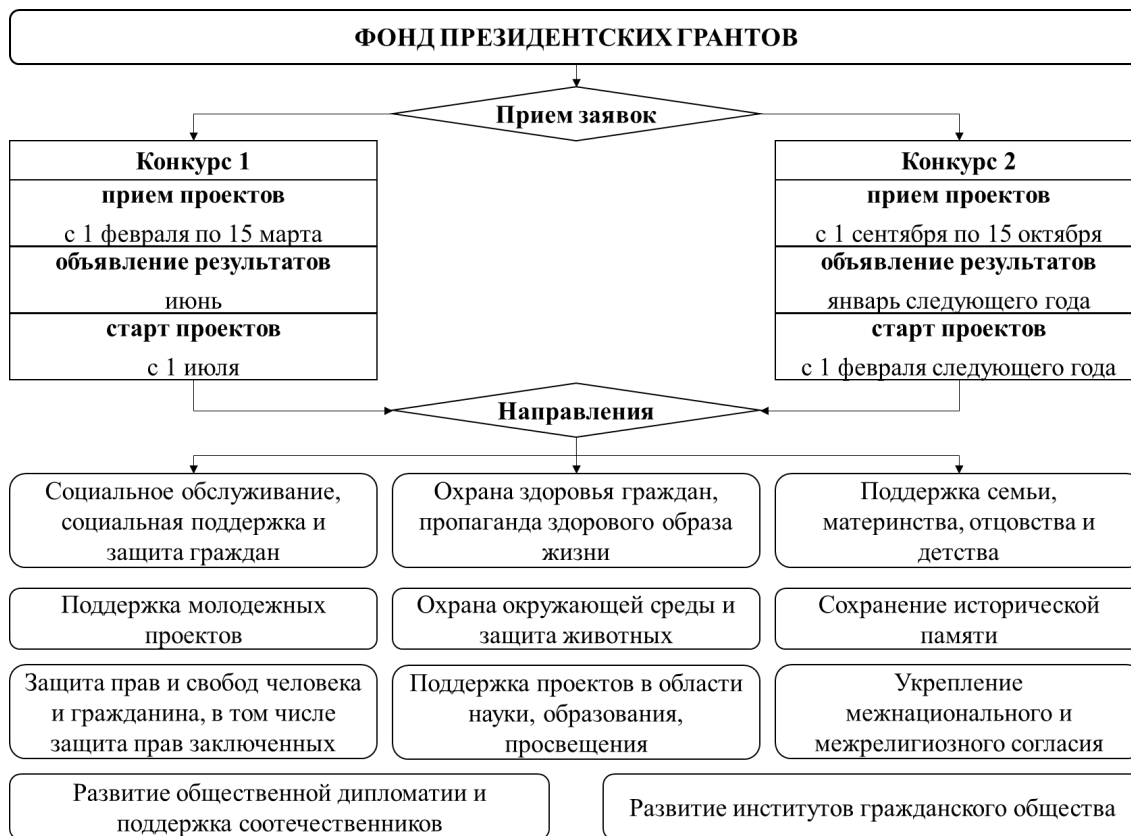 ФОНД ПРЕЗИДЕНТСКИХ ГРАНТОВ
Прием заявок
Конкурс 1
прием проектов
с 1 февраля по 15 марта
объявление результатов
июнь
старт проектов
с 1 июля
Конкурс 2
прием проектов
с 1 сентября по 15 октября
объявление результатов
январь следующего года
старт проектов
с 1 февраля следующего года
Направления
Социальное обслуживание,
социальная поддержка и
защита граждан
Охрана здоровья граждан,
пропаганда здорового образа
жизни
Поддержка семьи,
материнства, отцовства и
детства
Поддержка молодежных
проектов
Охрана окружающей среды и
защита животных
Сохранение исторической
памяти
Защита прав и свобод человека
и гражданина, в том числе
защита прав заключенных
Поддержка проектов в области
науки, образования,
просвещения
Укрепление
межнационального и
межрелигиозного согласия
Развитие общественной дипломатии и
поддержка соотечественников
Развитие институтов гражданского общества